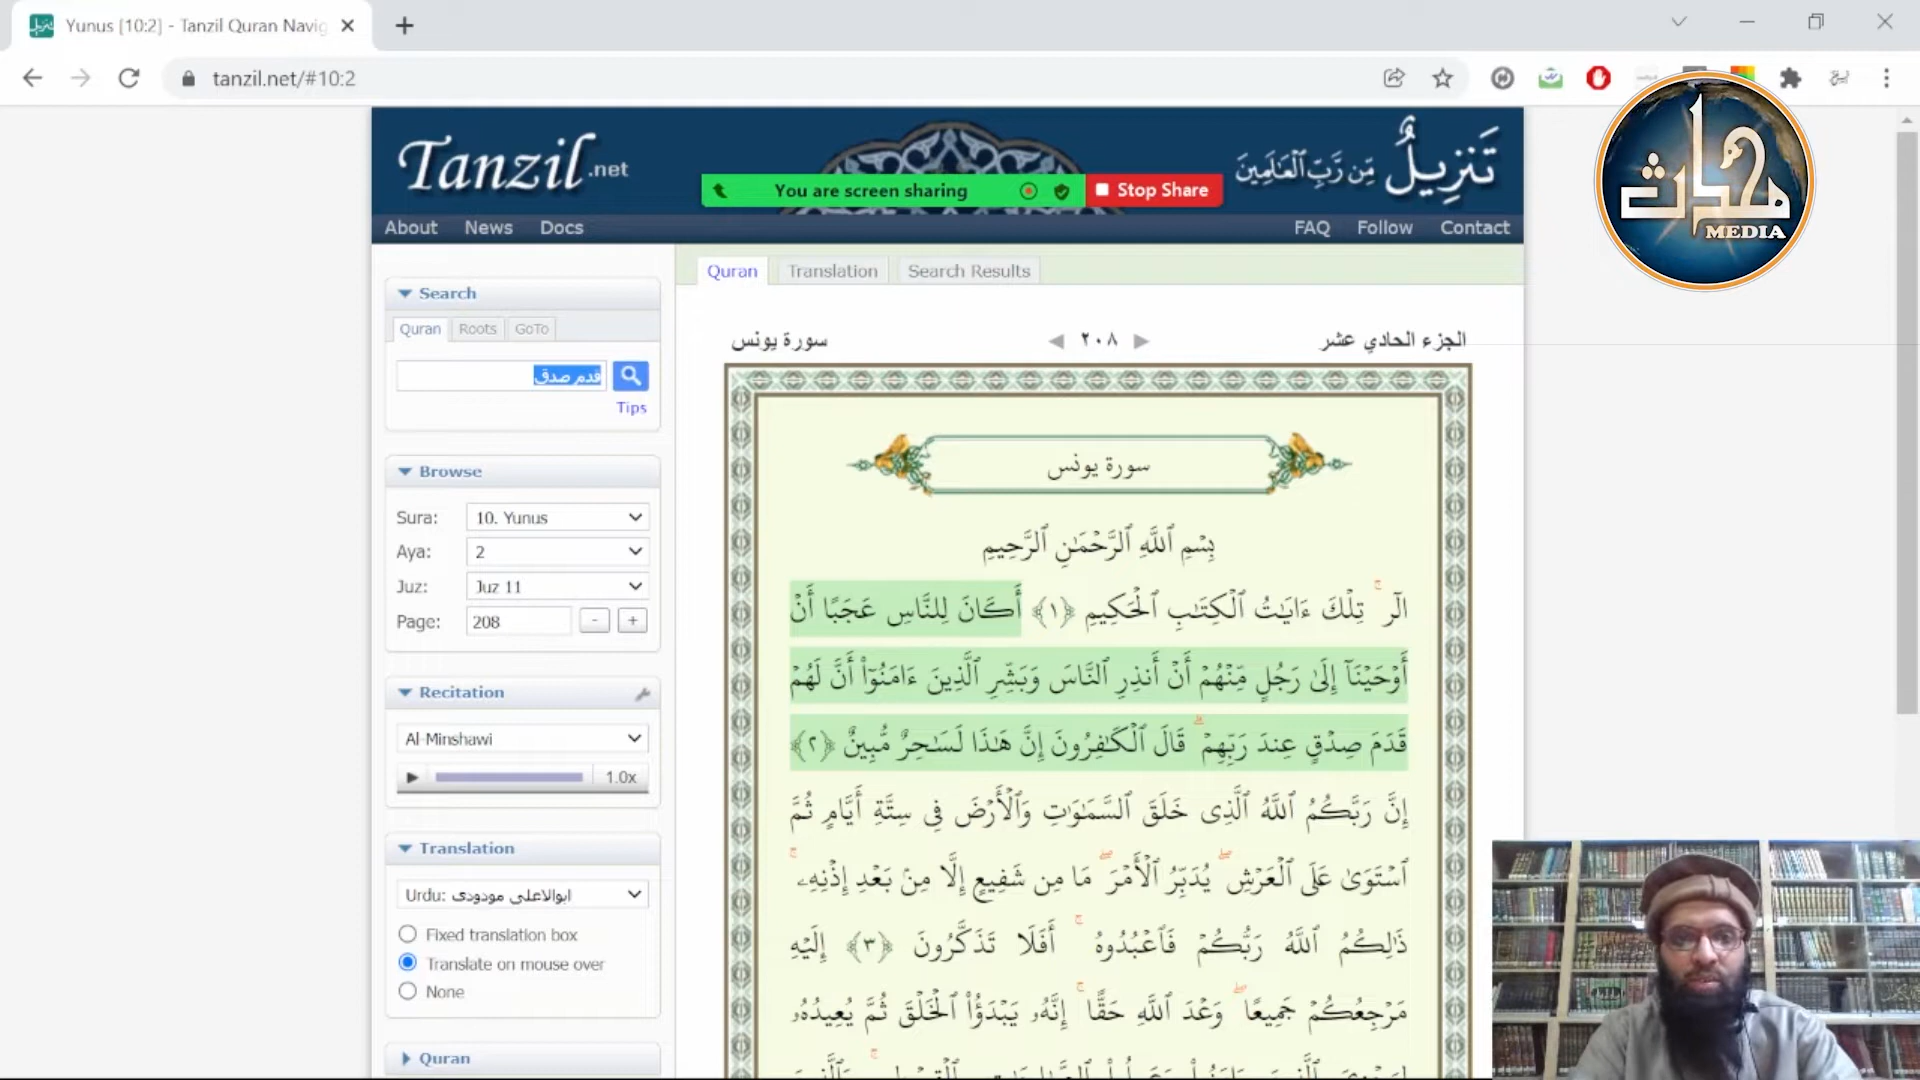 Yunus [10:2] - Tanzil Quran Navig
tanzil.net/#10:2
Tanzil.net
تَنزِيلٌ مِّن رَّبِّ الْعَالَمِينَ
You are screen sharing
Stop Share
About News Docs
FAQ Follow Contact
محدث
MEDIA
Search
Quran Roots GoTo
قدم صدق
Tips
Browse
Sura: 10. Yunus
Aya: 2
Juz: Juz 11
Page: 208 - +
Recitation
Al-Minshawi
1.0x
Translation
Urdu: ابوالاعلی مودودی
Fixed translation box
Translate on mouse over
None
Quran
Quran Translation Search Results
الجزء الحادي عشر ٢٠٨ سورة يونس
سورة يونس
بِسْمِ ٱللَّهِ ٱلرَّحْمَـٰنِ ٱلرَّحِيمِ
الٓر ۚ تِلْكَ ءَايَـٰتُ ٱلْكِتَـٰبِ ٱلْحَكِيمِ ﴿١﴾ أَكَانَ لِلنَّاسِ عَجَبًا أَنْ
أَوْحَيْنَآ إِلَىٰ رَجُلٍ مِّنْهُمْ أَنْ أَنذِرِ ٱلنَّاسَ وَبَشِّرِ ٱلَّذِينَ ءَامَنُوٓا۟ أَنَّ لَهُمْ
قَدَمَ صِدْقٍ عِندَ رَبِّهِمْ ۗ قَالَ ٱلْكَـٰفِرُونَ إِنَّ هَـٰذَا لَسَـٰحِرٌ مُّبِينٌ ﴿٢﴾
إِنَّ رَبَّكُمُ ٱللَّهُ ٱلَّذِى خَلَقَ ٱلسَّمَـٰوَٰتِ وَٱلْأَرْضَ فِى سِتَّةِ أَيَّامٍ ثُمَّ
ٱسْتَوَىٰ عَلَى ٱلْعَرْشِ ۖ يُدَبِّرُ ٱلْأَمْرَ ۖ مَا مِن شَفِيعٍ إِلَّا مِنۢ بَعْدِ إِذْنِهِۦ ۚ
ذَٰلِكُمُ ٱللَّهُ رَبُّكُمْ فَٱعْبُدُوهُ ۚ أَفَلَا تَذَكَّرُونَ ﴿٣﴾ إِلَيْهِ
مَرْجِعُكُمْ جَمِيعًا ۖ وَعْدَ ٱللَّهِ حَقًّا ۚ إِنَّهُۥ يَبْدَؤُا۟ ٱلْخَلْقَ ثُمَّ يُعِيدُهُۥ